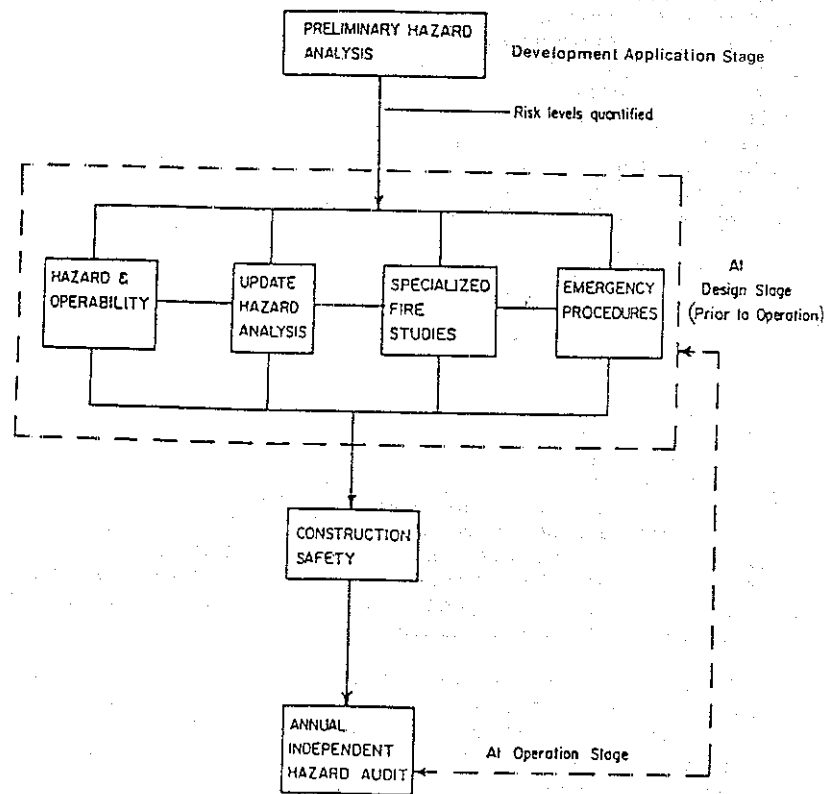 PRELIMINARY HAZARD
ANALYSIS
Development Application Stage
Risk levels quantified
HAZARD &
OPERABILITY
UPDATE
HAZARD
ANALYSIS
SPECIALIZED
FIRE
STUDIES
EMERGENCY
PROCEDURES
At
Design Stage
(Prior to Operation)
CONSTRUCTION
SAFETY
ANNUAL
INDEPENDENT
HAZARD AUDIT
At Operation Stage